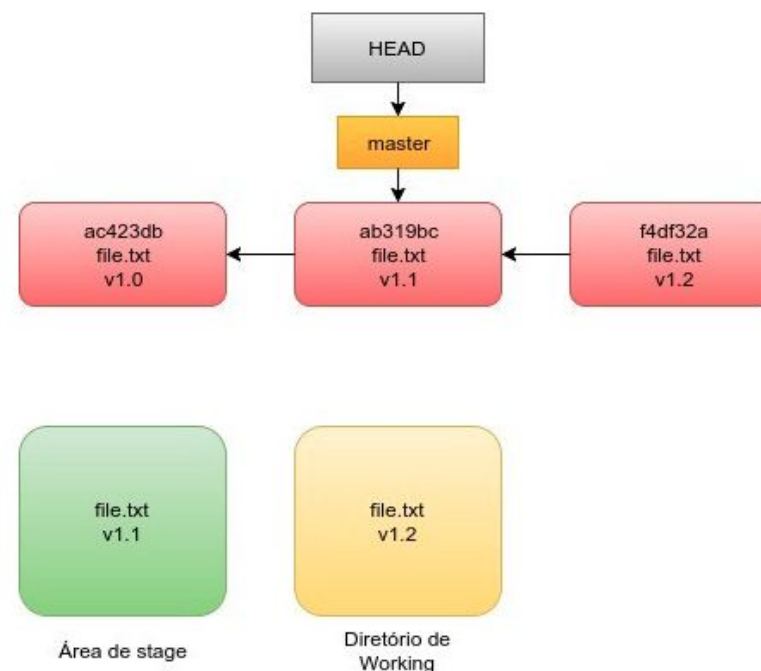 HEAD
master
ac423db
file.txt
v1.0
ab319bc
file.txt
v1.1
f4df32a
file.txt
v1.2
file.txt
v1.1
file.txt
v1.2
Área de stage
Diretório de
Working